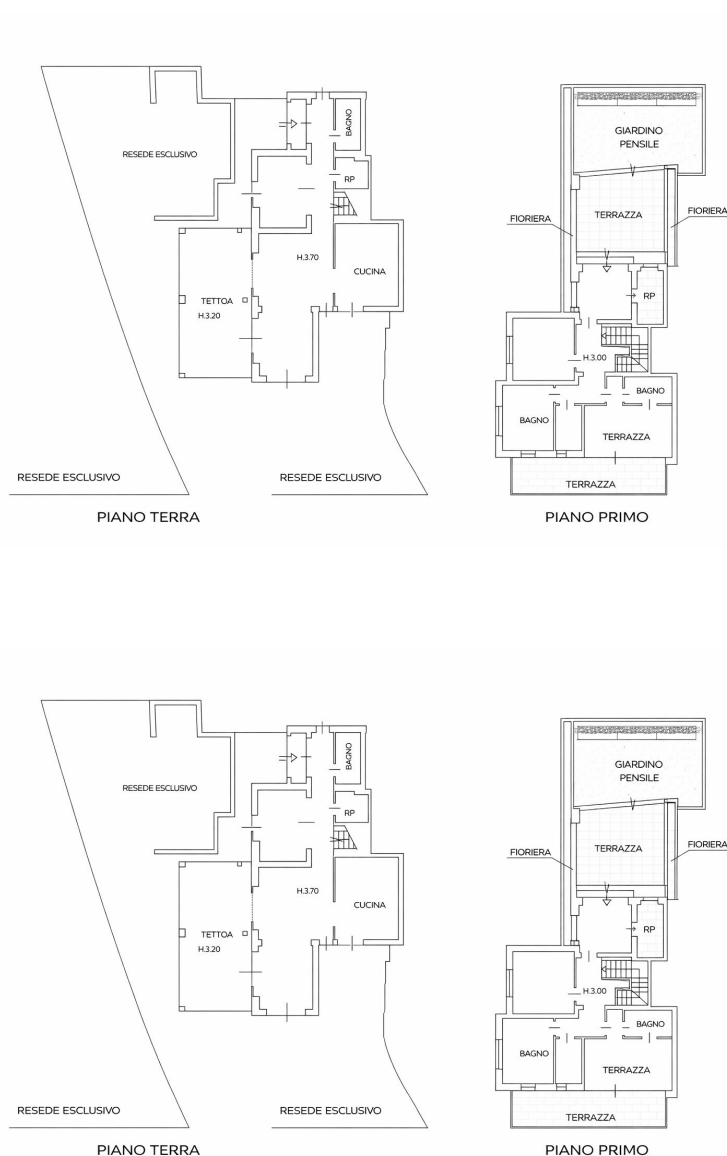 RESEDE ESCLUSIVO
BAGNO
RP
H.3.70
CUCINA
TETTOA
H.3.20
RESEDE ESCLUSIVO
RESEDE ESCLUSIVO
PIANO TERRA
GIARDINO
PENSILE
FIORIERA
TERRAZZA
FIORIERA
RP
H.3.00
BAGNO
BAGNO
TERRAZZA
TERRAZZA
PIANO PRIMO
RESEDE ESCLUSIVO
BAGNO
RP
H.3.70
CUCINA
TETTOA
H.3.20
RESEDE ESCLUSIVO
RESEDE ESCLUSIVO
PIANO TERRA
GIARDINO
PENSILE
FIORIERA
TERRAZZA
FIORIERA
RP
H.3.00
BAGNO
BAGNO
TERRAZZA
TERRAZZA
PIANO PRIMO